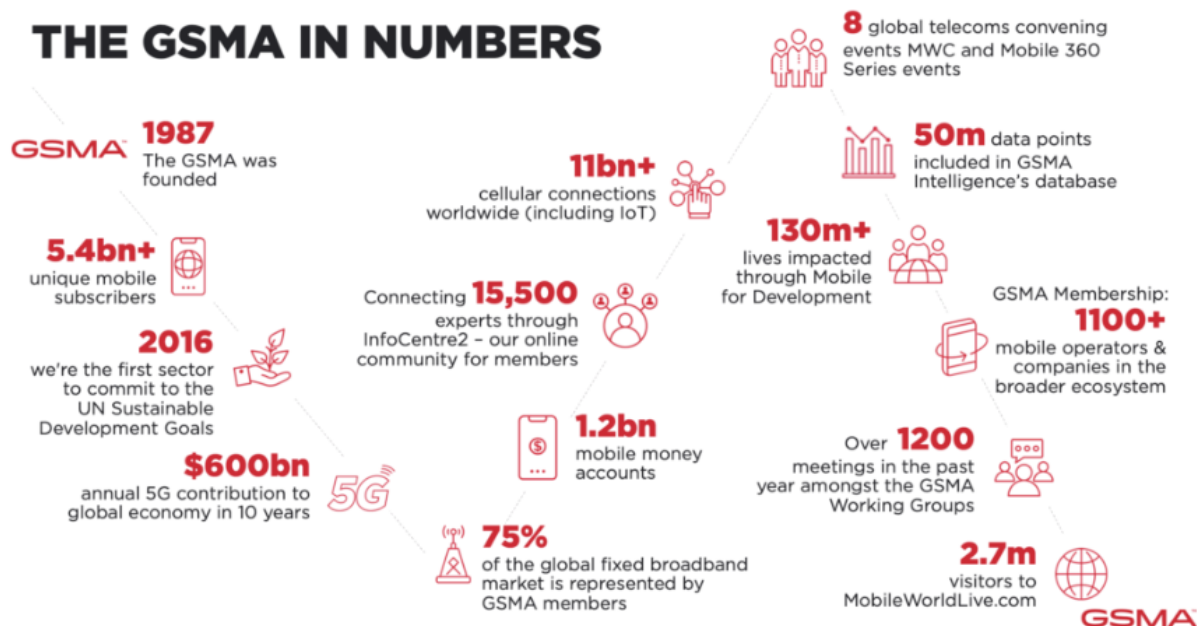 THE GSMA IN NUMBERS
GSMA™
1987
The GSMA was
founded
5.4bn+
unique mobile
subscribers
2016
we're the first sector
to commit to the
UN Sustainable
Development Goals
$600bn
annual 5G contribution to
global economy in 10 years
5G
75%
of the global fixed broadband
market is represented by
GSMA members
$
1.2bn
mobile money
accounts
Connecting 15,500
experts through
InfoCentre2 – our online
community for members
11bn+
cellular connections
worldwide (including IoT)
8 global telecoms convening
events MWC and Mobile 360
Series events
50m data points
included in GSMA
Intelligence's database
130m+
lives impacted
through Mobile
for Development
GSMA Membership:
1100+
mobile operators &
companies in the
broader ecosystem
Over 1200
meetings in the past
year amongst the GSMA
Working Groups
2.7m
visitors to
MobileWorldLive.com
GSMA™